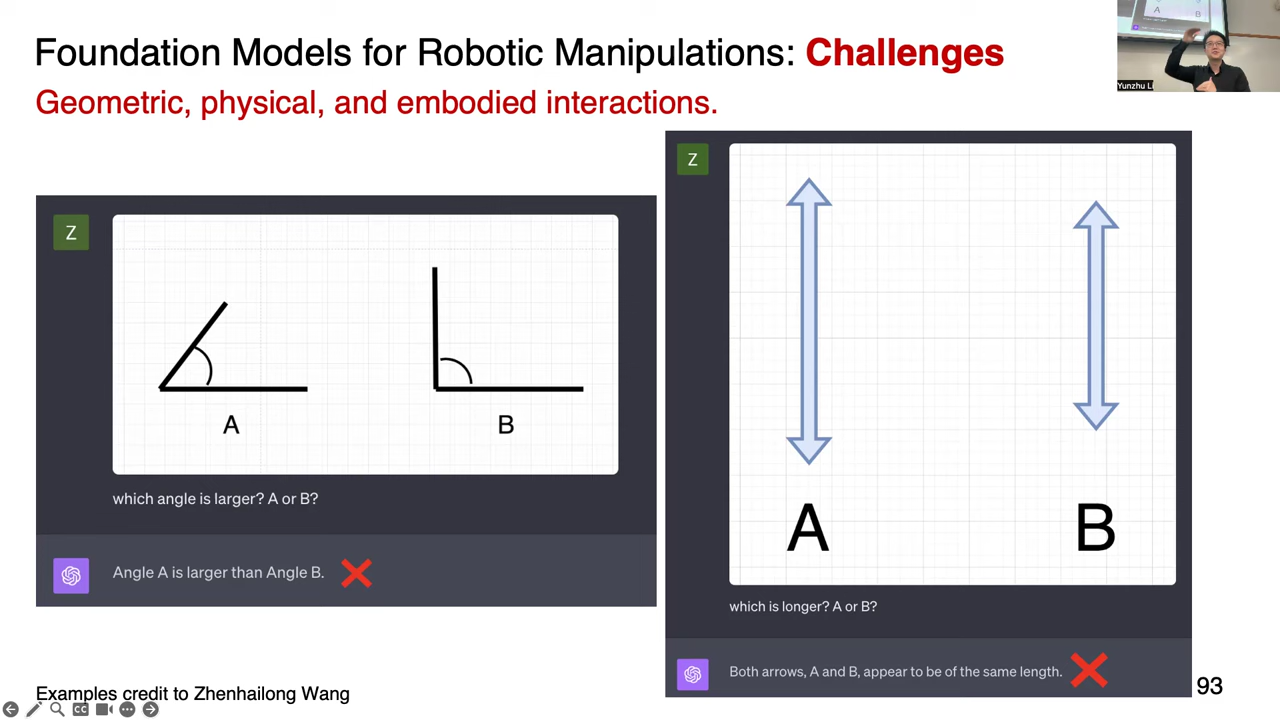 Foundation Models for Robotic Manipulations: Challenges
Geometric, physical, and embodied interactions.
Yunzhu Li
Z
A
B
which angle is larger? A or B?
Angle A is larger than Angle B.
Z
A
B
which is longer? A or B?
Both arrows, A and B, appear to be of the same length.
Examples credit to Zhenhailong Wang
93
CC